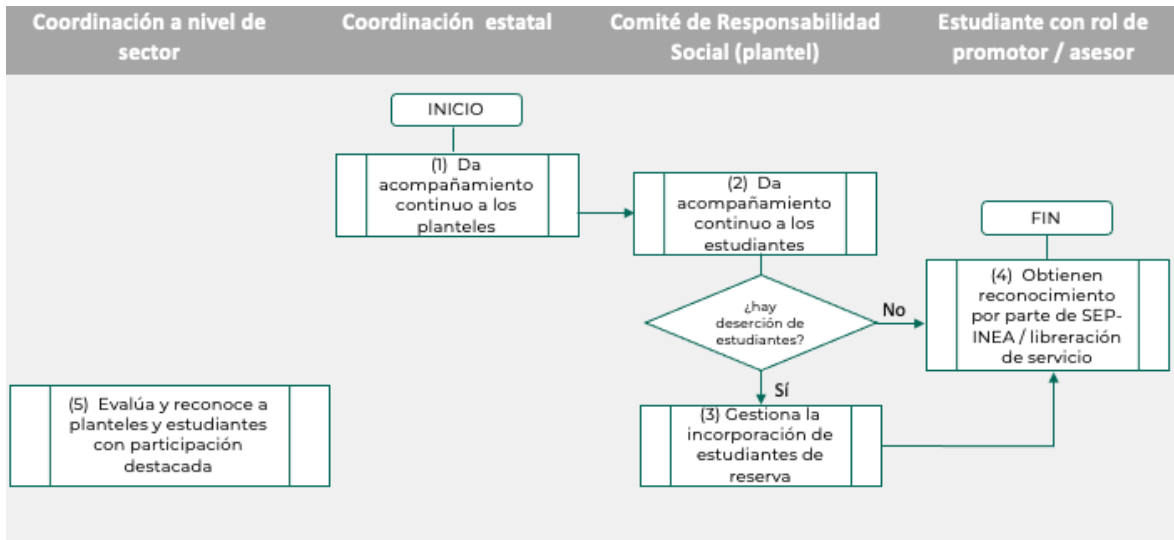 Coordinación a nivel de
sector
Coordinación estatal
Comité de Responsabilidad
Social (plantel)
Estudiante con rol de
promotor / asesor
INICIO
(1) Da
acompañamiento
continuo a los
planteles
(2) Da
acompañamiento
continuo a los
estudiantes
¿hay
deserción de
estudiantes?
No
Sí
(3) Gestiona la
incorporación de
estudiantes de
reserva
FIN
(4) Obtienen
reconocimiento
por parte de SEP-
INEA / libreración
de servicio
(5) Evalúa y reconoce a
planteles y estudiantes
con participación
destacada